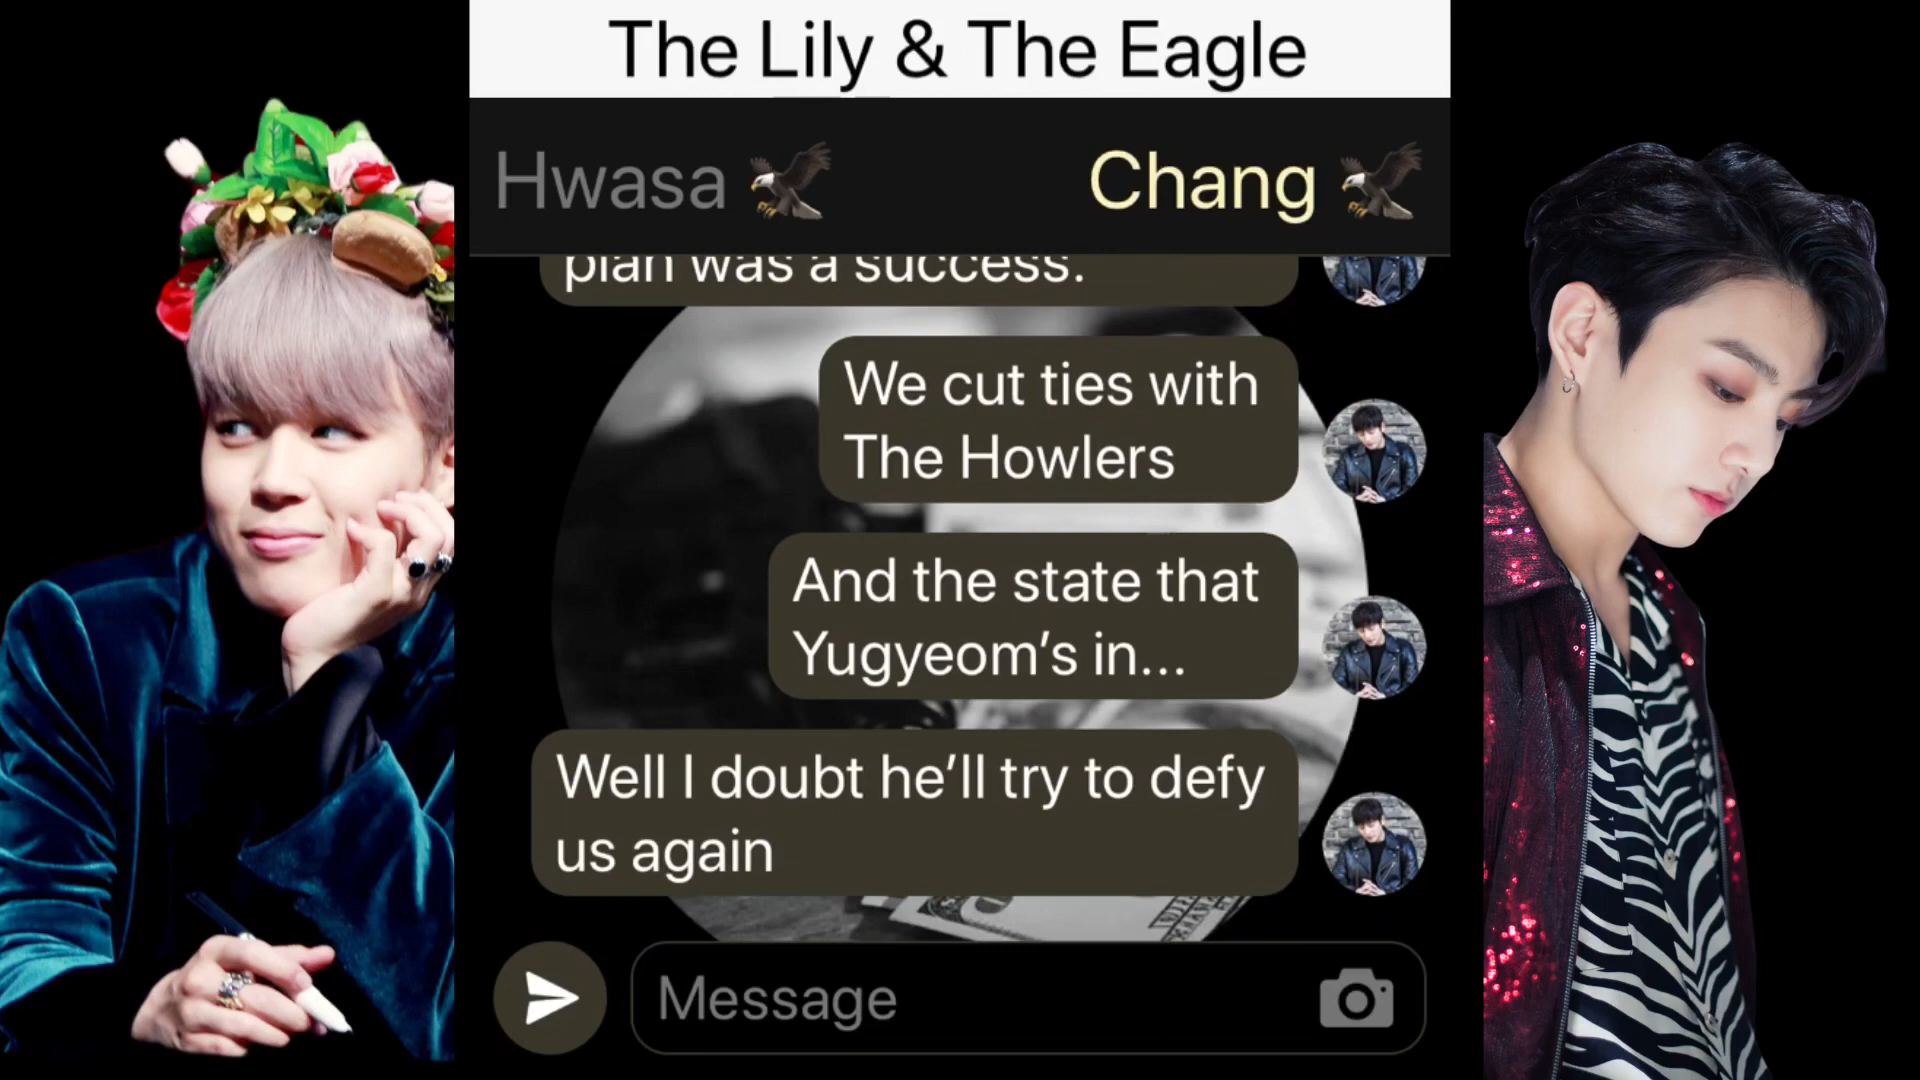 The Lily & The Eagle
Hwasa 🦅 Chang 🦅
plan was a success.
We cut ties with
The Howlers
And the state that
Yugyeom’s in...
Well I doubt he’ll try to defy
us again
Message